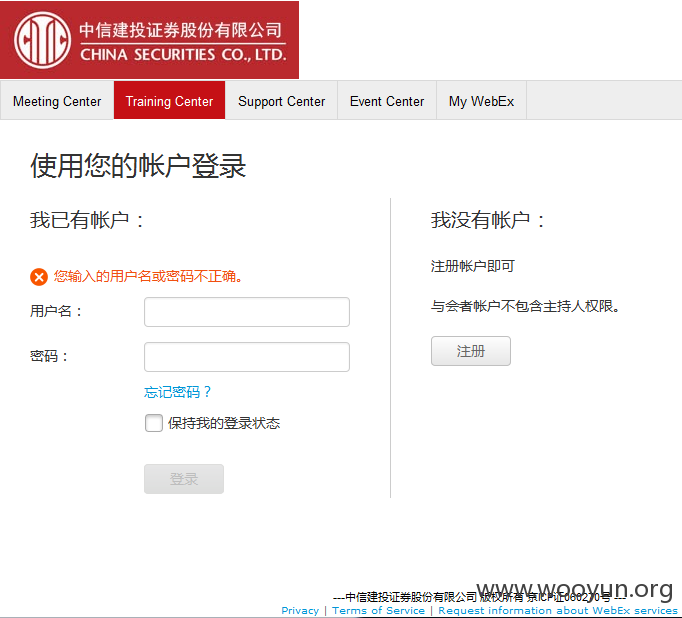 中信建投证券股份有限公司
CHINA SECURITIES CO., LTD.
Meeting Center Training Center Support Center Event Center My WebEx
使用您的帐户登录
我已有帐户：
您输入的用户名或密码不正确。
用户名：
密码：
忘记密码？
保持我的登录状态
登录
我没有帐户：
注册帐户即可
与会者帐户不包含主持人权限。
注册
www.wooyun.org
---中信建投证券股份有限公司 版权所有 京ICP证060270号 ---
Privacy | Terms of Service | Request information about WebEx services